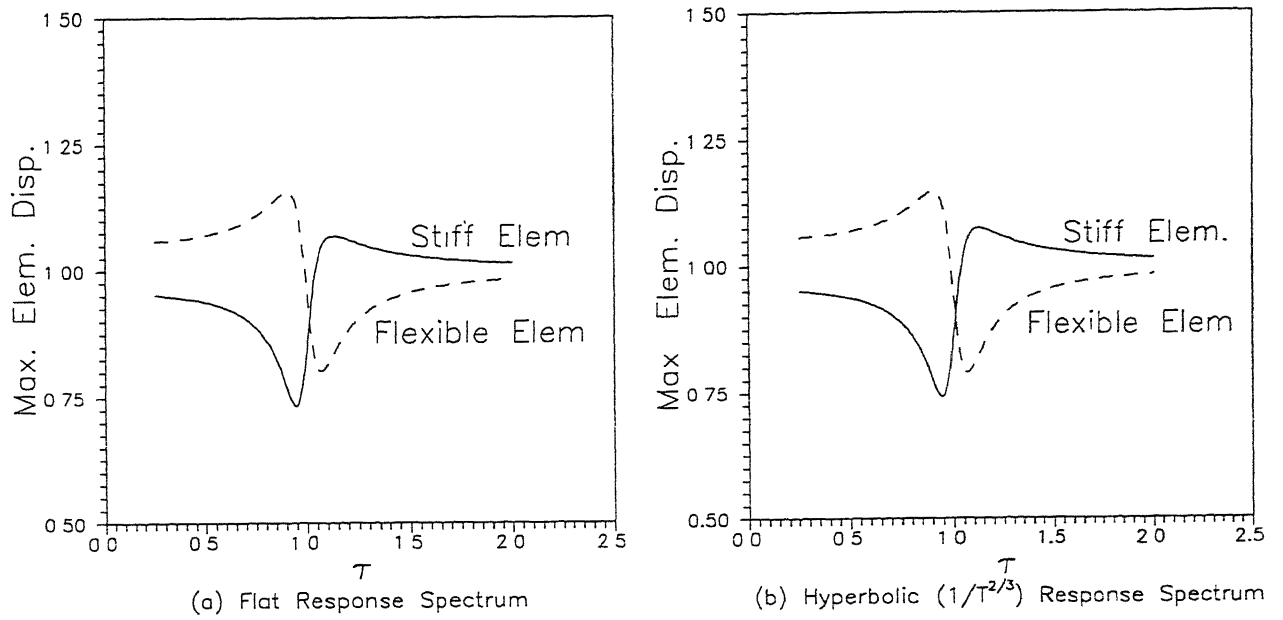 Max. Elem. Disp.
1 50
1 25
1 00
0 75
0 50
Stiff Elem
Flexible Elem
0 0 0 5 1 0 1 5 2 0 2 5
τ
(a) Flat Response Spectrum
Max Elem. Disp.
1.50
1.25
1.00
0.75
0.50
Stiff Elem.
Flexible Elem
0 0 0 5 1 0 1 5 2 0 2.5
τ
(b) Hyperbolic (1/T^2/3) Response Spectrum